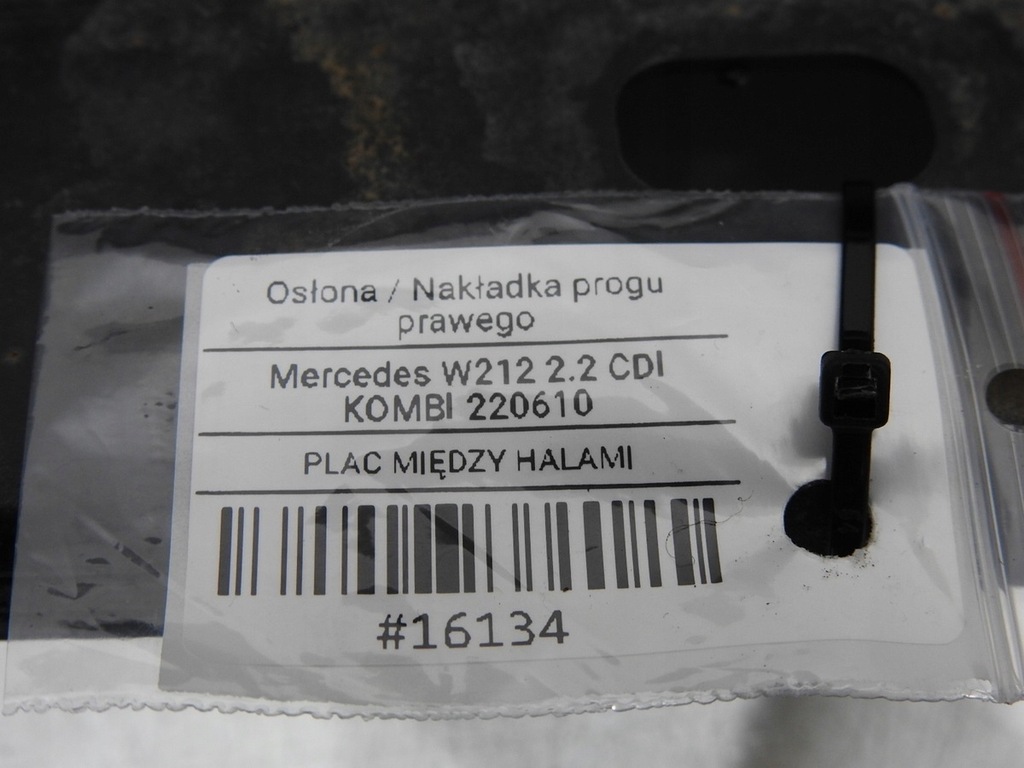 Osłona / Nakładka progu
prawego
Mercedes W212 2.2 CDI
KOMBI 220610
PLAC MIĘDZY HALAMI
#16134